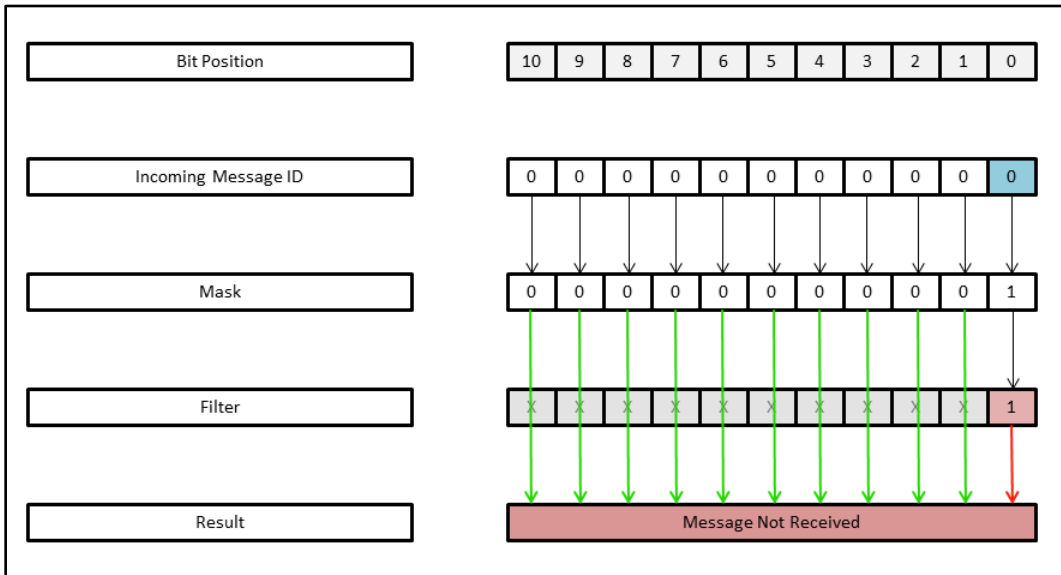 Bit Position 10 9 8 7 6 5 4 3 2 1 0
Incoming Message ID 0 0 0 0 0 0 0 0 0 0 0
Mask 0 0 0 0 0 0 0 0 0 0 1
Filter X X X X X X X X X X 1
Result Message Not Received